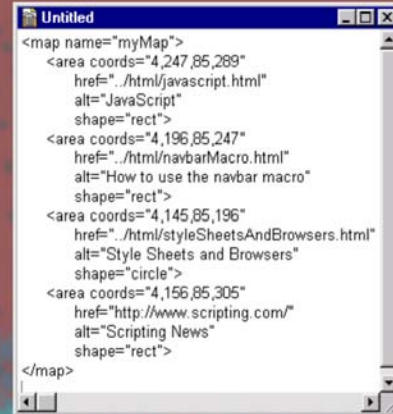 Untitled
<map name="myMap">
<area coords="4,247,85,289"
href="../html/javascript.html"
alt="JavaScript"
shape="rect">
<area coords="4,196,85,247"
href="../html/navbarMacro.html"
alt="How to use the navbar macro"
shape="rect">
<area coords="4,145,85,196"
href="../html/styleSheetsAndBrowsers.html"
alt="Style Sheets and Browsers"
shape="circle">
<area coords="4,156,85,305"
href="http://www.scripting.com/"
alt="Scripting News"
shape="rect">
</map>